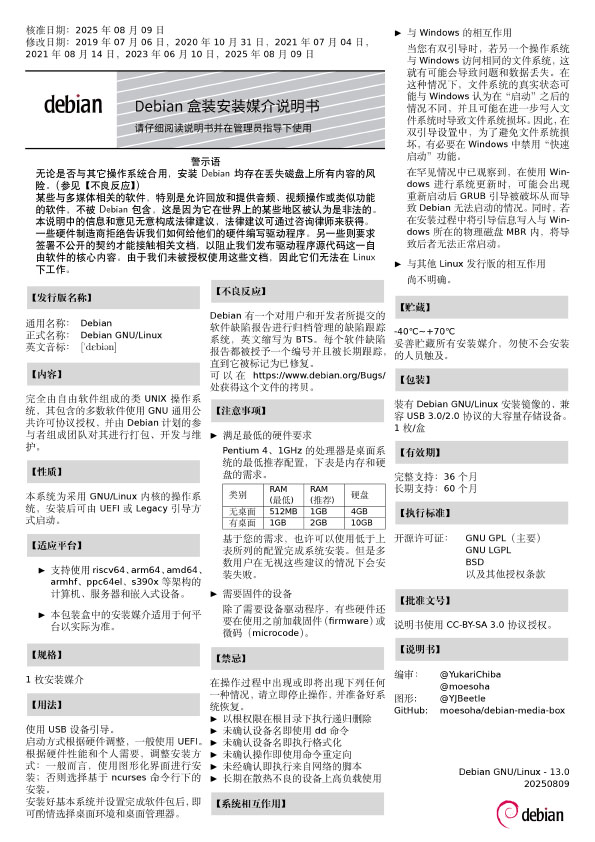 核准日期：2025 年 08 月 09 日
修改日期：2019 年 07 月 06 日，2020 年 10 月 31 日，2021 年 07 月 04 日，
2021 年 08 月 14 日，2023 年 06 月 10 日，2025 年 08 月 09 日
debian
Debian 盒装安装媒介说明书
请仔细阅读说明书并在管理员指导下使用
警示语
无论是否与其它操作系统合用，安装 Debian 均存在丢失磁盘上所有内容的风
险。（参见【不良反应】）
某些与多媒体相关的软件，特别是允许回放和提供音频、视频操作或类似功能
的软件，不被 Debian 包含，这是因为它在世界上的某些地区被认为是非法的。
本说明中的信息和意见无意构成法律建议，法律建议可通过咨询律师来获得。
一些硬件制造商拒绝告诉我们如何给他们的硬件编写驱动程序，另一些则要求
签署不公开的契约才能接触相关文档，以阻止我们发布驱动程序源代码这一自
由软件的核心内容。由于我们未被授权使用这些文档，因此它们无法在 Linux
下工作。
【发行版名称】
通用名称： Debian
正式名称： Debian GNU/Linux
英文音标： [ˈdɛbiən]
【内容】
完全由自由软件组成的类 UNIX 操作系
统，其包含的多数软件使用 GNU 通用公
共许可协议授权，并由 Debian 计划的参
与者组成团队对其进行打包、开发与维
护。
【性质】
本系统为采用 GNU/Linux 内核的操作系
统，安装后可由 UEFI 或 Legacy 引导方
式启动。
【适应平台】
▶ 支持使用 riscv64、arm64、amd64、
armhf、ppc64el、s390x 等架构的
计算机、服务器和嵌入式设备。
▶ 本包装盒中的安装媒介适用于何平
台以实际为准。
【规格】
1 枚安装媒介
【用法】
使用 USB 设备引导。
启动方式根据硬件调整，一般使用 UEFI。
根据硬件性能和个人需要，调整安装方
式：一般而言，使用图形化界面进行安
装；否则选择基于 ncurses 命令行下的
安装。
安装好基本系统并设置完成软件包后，即
可酌情选择桌面环境和桌面管理器。
【不良反应】
Debian 有一个对用户和开发者所提交的
软件缺陷报告进行归档管理的缺陷跟踪
系统，英文缩写为 BTS。每个软件缺陷
报告都被授予一个编号并且被长期跟踪，
直到它被标记为已修复。
可以在 https://www.debian.org/Bugs/
处获得这个文件的拷贝。
【注意事项】
▶ 满足最低的硬件要求
Pentium 4、1GHz 的处理器是桌面系
统的最低推荐配置，下表是内存和硬
盘的需求。
类别 RAM (最低) RAM (推荐) 硬盘
无桌面 512MB 1GB 4GB
有桌面 1GB 2GB 10GB
基于您的需求，也许可以使用低于上
表所列的配置完成系统安装。但是多
数用户在无视这些建议的情况下会安
装失败。
▶ 需要固件的设备
除了需要设备驱动程序，有些硬件还
要在使用之前加载固件（firmware）或
微码（microcode）。
【禁忌】
在操作过程中出现或即将出现下列任何
一种情况，请立即停止操作，并准备好系
统恢复。
▶ 以根权限在根目录下执行递归删除
▶ 未确认设备名即使用 dd 命令
▶ 未确认设备名即执行格式化
▶ 未确认操作即使用命令重定向
▶ 未经确认即执行来自网络的脚本
▶ 长期在散热不良的设备上高负载使用
【系统相互作用】
▶ 与 Windows 的相互作用
当您有双引导时，若另一个操作系统
与 Windows 访问相同的文件系统，这
就有可能会导致问题和数据丢失。在
这种情况下，文件系统的真实状态可
能与 Windows 认为在“启动”之后的
情况不同，并且可能在进一步写入文
件系统时导致文件系统损坏。因此，在
双引导设置中，为了避免文件系统损
坏，有必要在 Windows 中禁用“快速
启动”功能。
在罕见情况中已观察到，在使用 Win-
dows 进行系统更新时，可能会出现
重新启动后 GRUB 引导被破坏从而导
致 Debian 无法启动的情况。同时，若
在安装过程中将引导信息写入与 Win-
dows 所在的物理磁盘 MBR 内，将导
致后者无法正常启动。
▶ 与其他 Linux 发行版的相互作用
尚不明确。
【贮藏】
-40℃~+70℃
妥善贮藏所有安装媒介，勿使不会安装
的人员触及。
【包装】
装有 Debian GNU/Linux 安装镜像的、兼
容 USB 3.0/2.0 协议的大容量存储设备。
1 枚/盒
【有效期】
完整支持：36 个月
长期支持：60 个月
【执行标准】
开源许可证： GNU GPL（主要）
GNU LGPL
BSD
以及其他授权条款
【批准文号】
说明书使用 CC-BY-SA 3.0 协议授权。
【说明书】
编审： @YukariChiba
@moesoha
图形： @YJBeetle
GitHub: moesoha/debian-media-box
Debian GNU/Linux - 13.0
20250809
debian